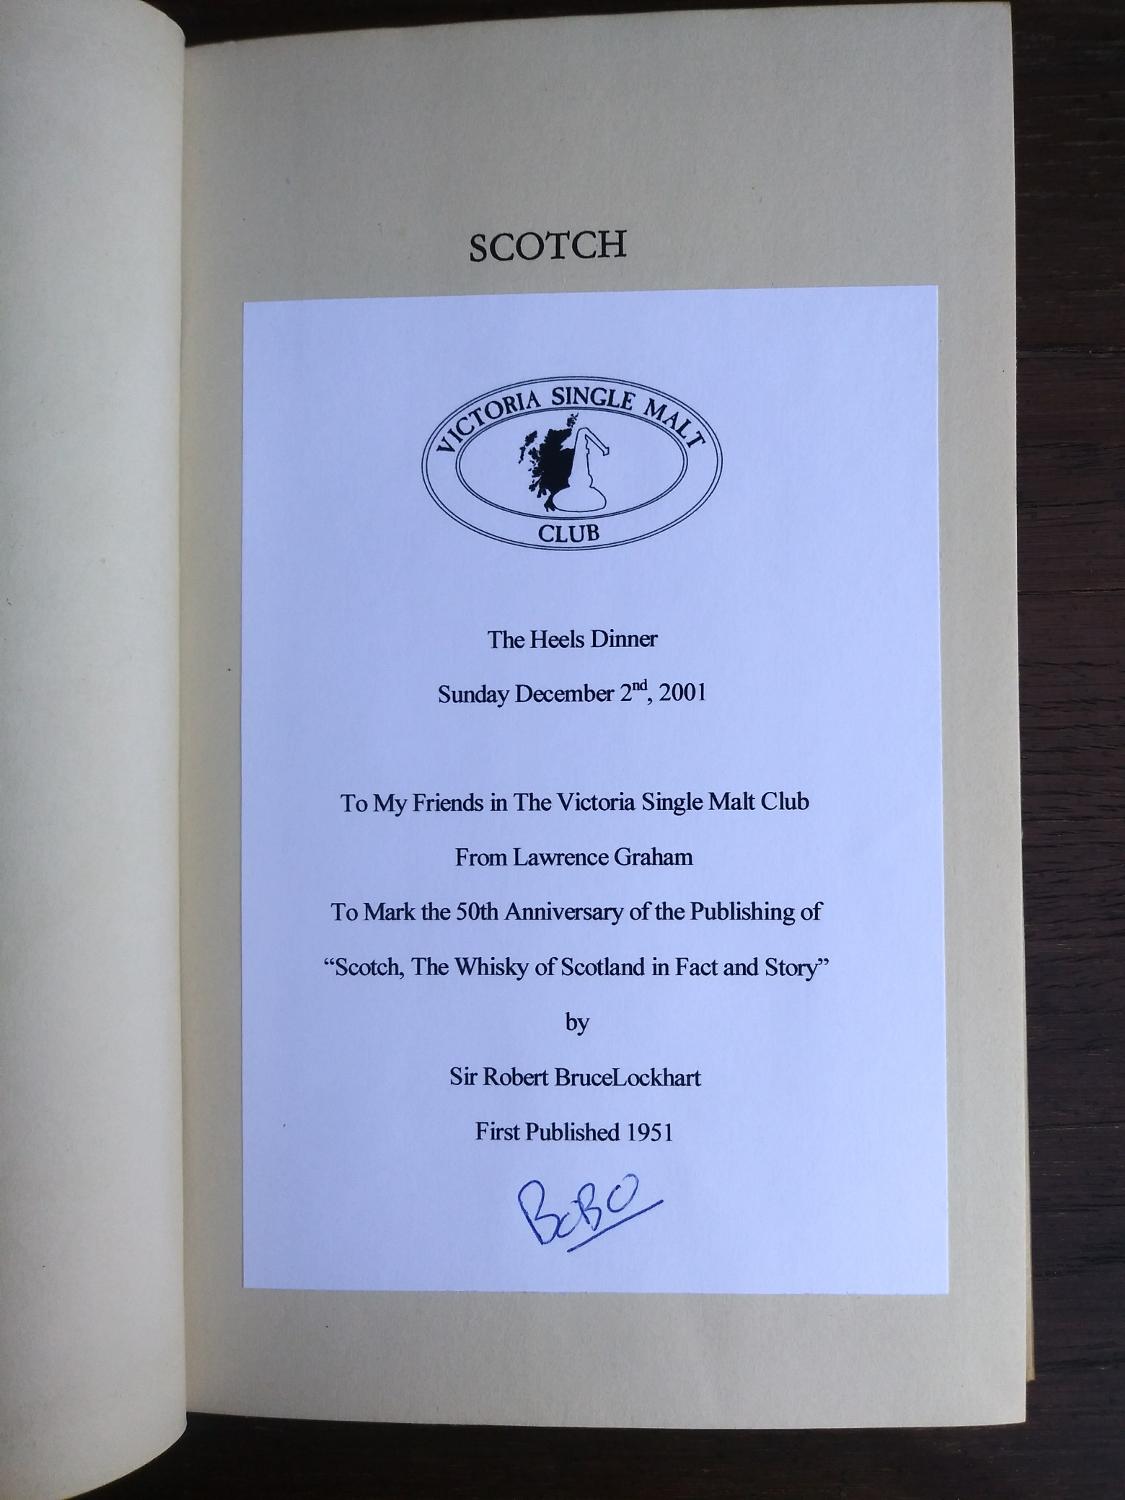 SCOTCH
VICTORIA SINGLE MALT
CLUB
The Heels Dinner
Sunday December 2nd, 2001
To My Friends in The Victoria Single Malt Club
From Lawrence Graham
To Mark the 50th Anniversary of the Publishing of
“Scotch, The Whisky of Scotland in Fact and Story”
by
Sir Robert BruceLockhart
First Published 1951
BoBO